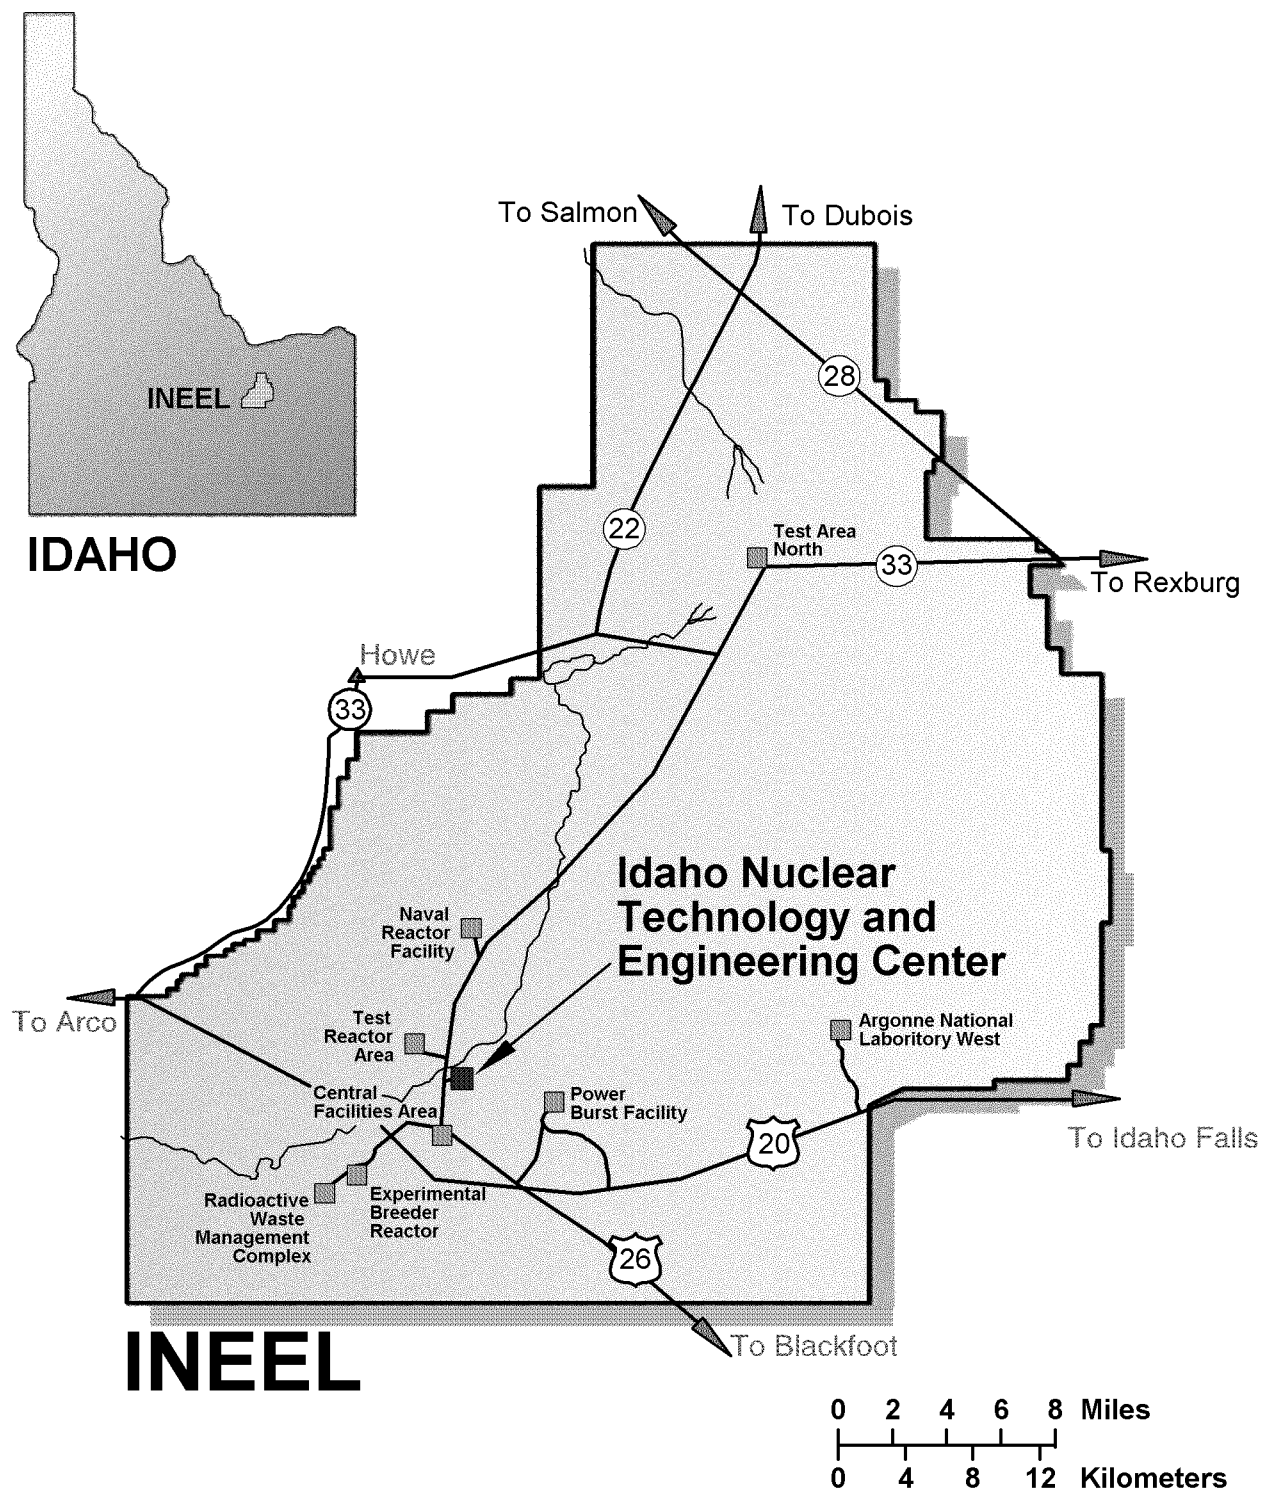 To Salmon
To Dubois
28
INEEL
IDAHO
22
Test Area
North
33
To Rexburg
Howe
33
Idaho Nuclear
Technology and
Engineering Center
Naval
Reactor
Facility
To Arco
Test
Reactor
Area
Argonne National
Laboritory West
Central
Facilities Area
Power
Burst Facility
20
To Idaho Falls
Radioactive
Waste
Management
Complex
Experimental
Breeder
Reactor
26
INEEL
To Blackfoot
0 2 4 6 8 Miles
0 4 8 12 Kilometers